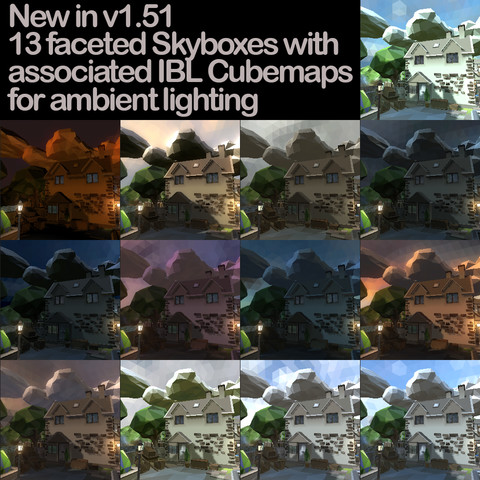 New in v1.51
13 faceted Skyboxes with
associated IBL Cubemaps
for ambient lighting